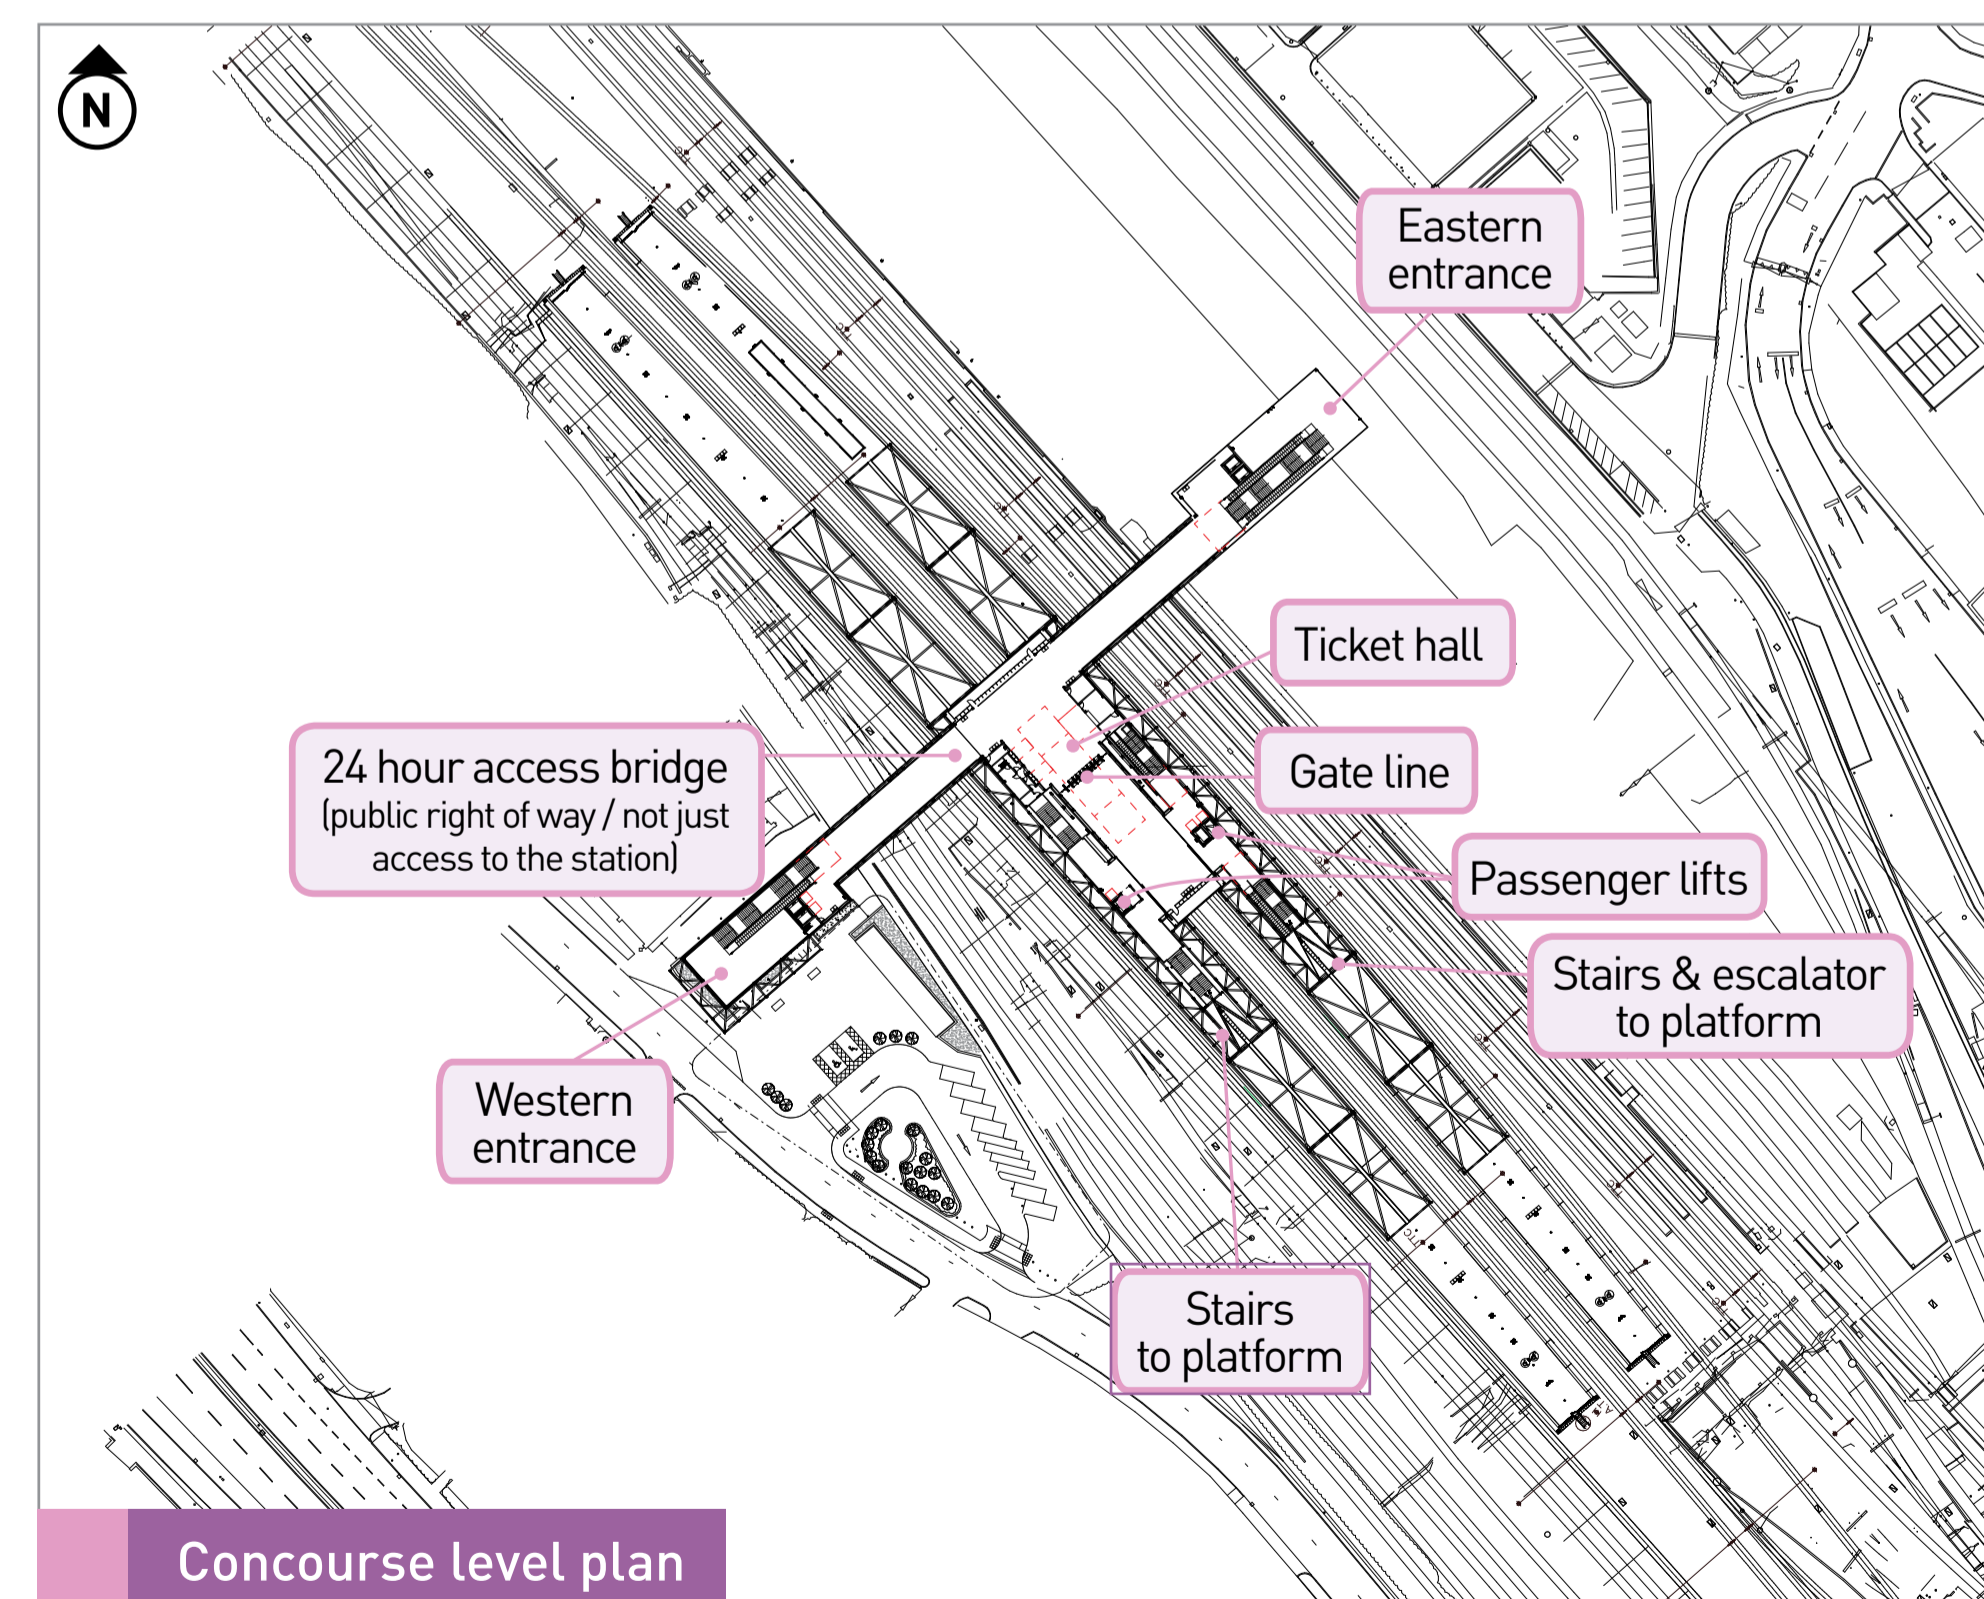 N
Eastern
entrance
Ticket hall
24 hour access bridge
(public right of way / not just
access to the station)
Gate line
Passenger lifts
Stairs & escalator
to platform
Western
entrance
Stairs
to platform
Concourse level plan